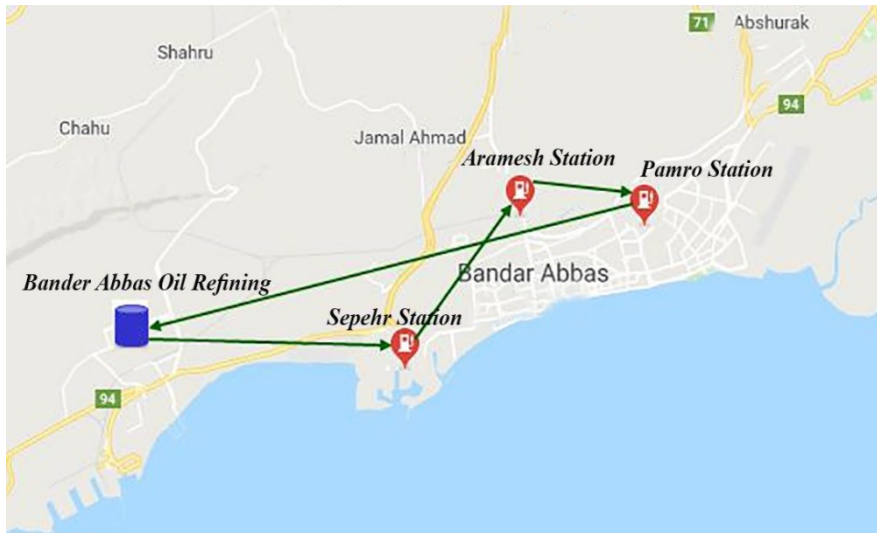 71
Abshurak
Shahru
94
Chahu
Jamal Ahmad
Aramesh Station
Pamro Station
Bandar Abbas
Bander Abbas Oil Refining
Sepehr Station
94